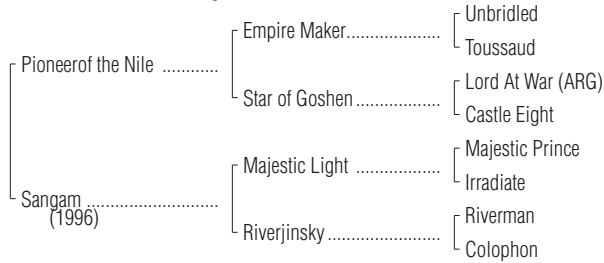 Unbridled
Empire Maker....................
Toussaud
Pioneerof the Nile ............
Lord At War (ARG)
Star of Goshen ..................
Castle Eight
Majestic Prince
Majestic Light ..................
Irradiate
Sangam ............................
(1996)
Riverman
Riverjinsky ........................
Colophon